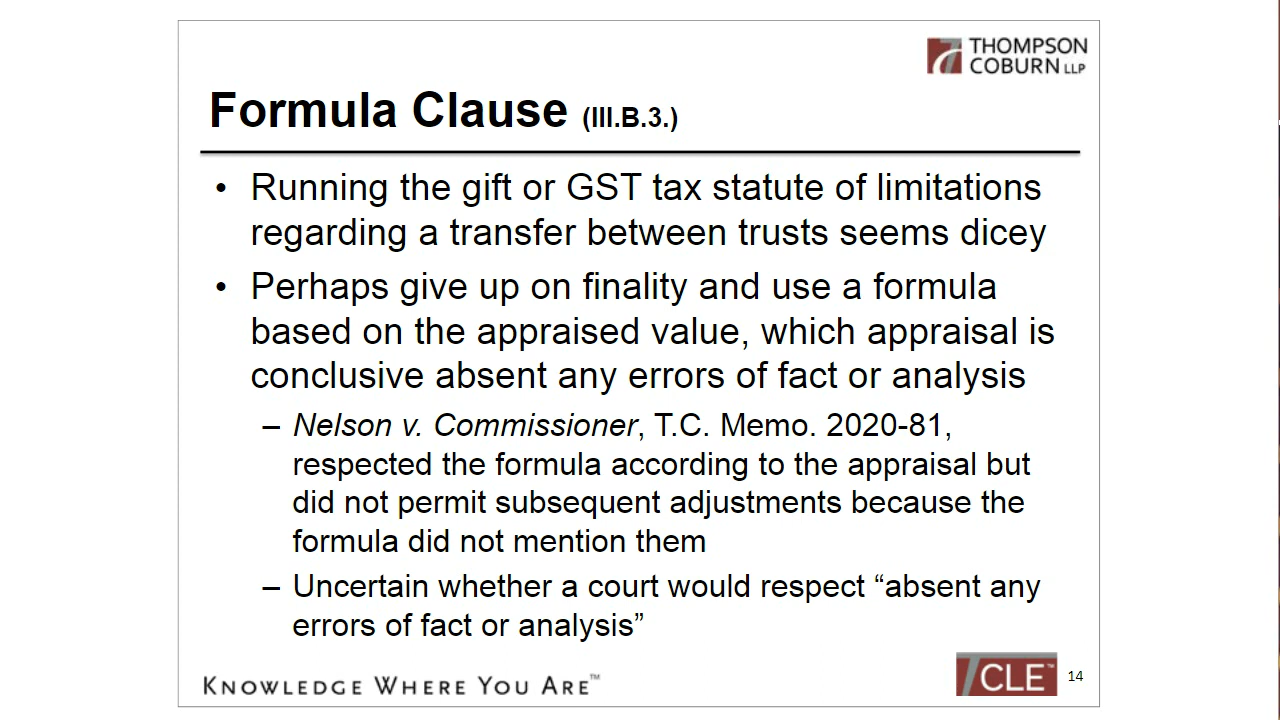 THOMPSON
COBURN LLP
Formula Clause (III.B.3.)
• Running the gift or GST tax statute of limitations
regarding a transfer between trusts seems dicey
• Perhaps give up on finality and use a formula
based on the appraised value, which appraisal is
conclusive absent any errors of fact or analysis
– Nelson v. Commissioner, T.C. Memo. 2020-81,
respected the formula according to the appraisal but
did not permit subsequent adjustments because the
formula did not mention them
– Uncertain whether a court would respect “absent any
errors of fact or analysis”
KNOWLEDGE WHERE YOU ARE™
CLE™
14